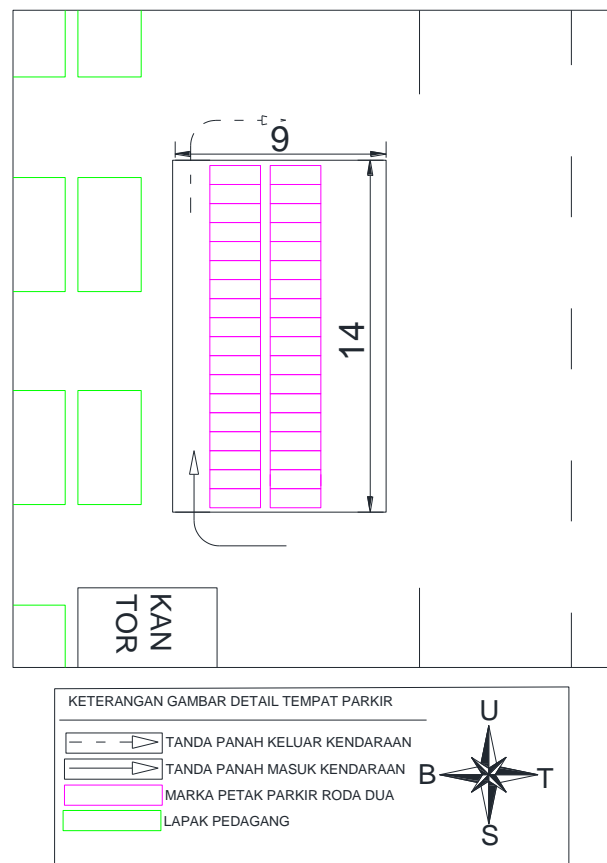 9
14
KAN
TOR
KETERANGAN GAMBAR DETAIL TEMPAT PARKIR
TANDA PANAH KELUAR KENDARAAN
TANDA PANAH MASUK KENDARAAN
MARKA PETAK PARKIR RODA DUA
LAPAK PEDAGANG
U
B
T
S